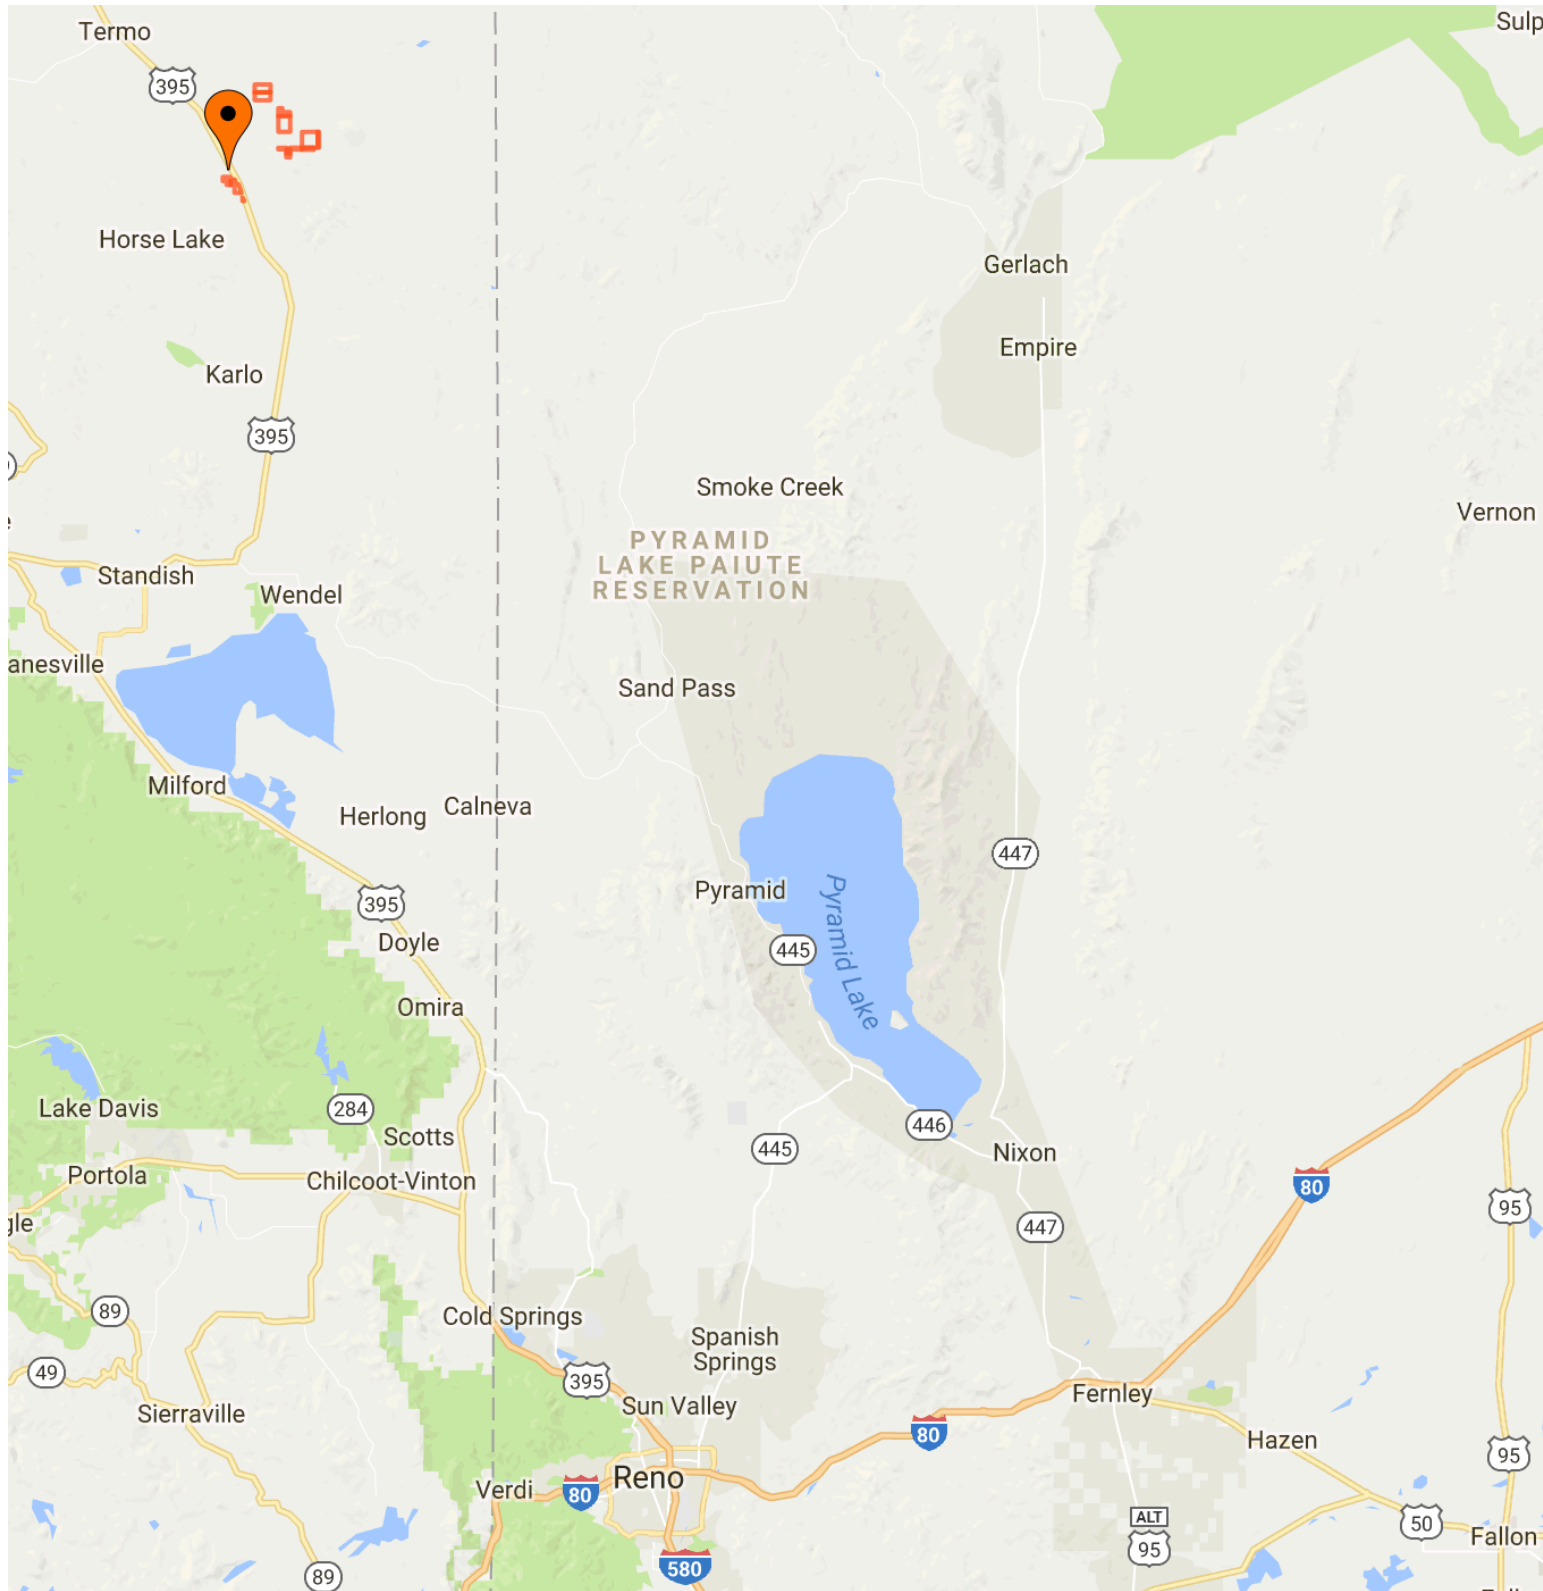 Termo
Sulp
395
Horse Lake
Gerlach
Empire
Karlo
395
Smoke Creek
Vernon
PYRAMID
LAKE PAIUTE
RESERVATION
Standish
Wendel
anesville
Sand Pass
Milford
Herlong
Calneva
447
Pyramid
395
Pyramid Lake
Doyle
445
Omira
Lake Davis
284
446
Scotts
445
Nixon
Portola
Chilcoot-Vinton
80
95
gle
447
89
Cold Springs
Spanish
Springs
49
395
Fernley
Sierraville
Sun Valley
80
Hazen
95
Reno
Verdi
80
ALT
95
50
Fallon
580
89